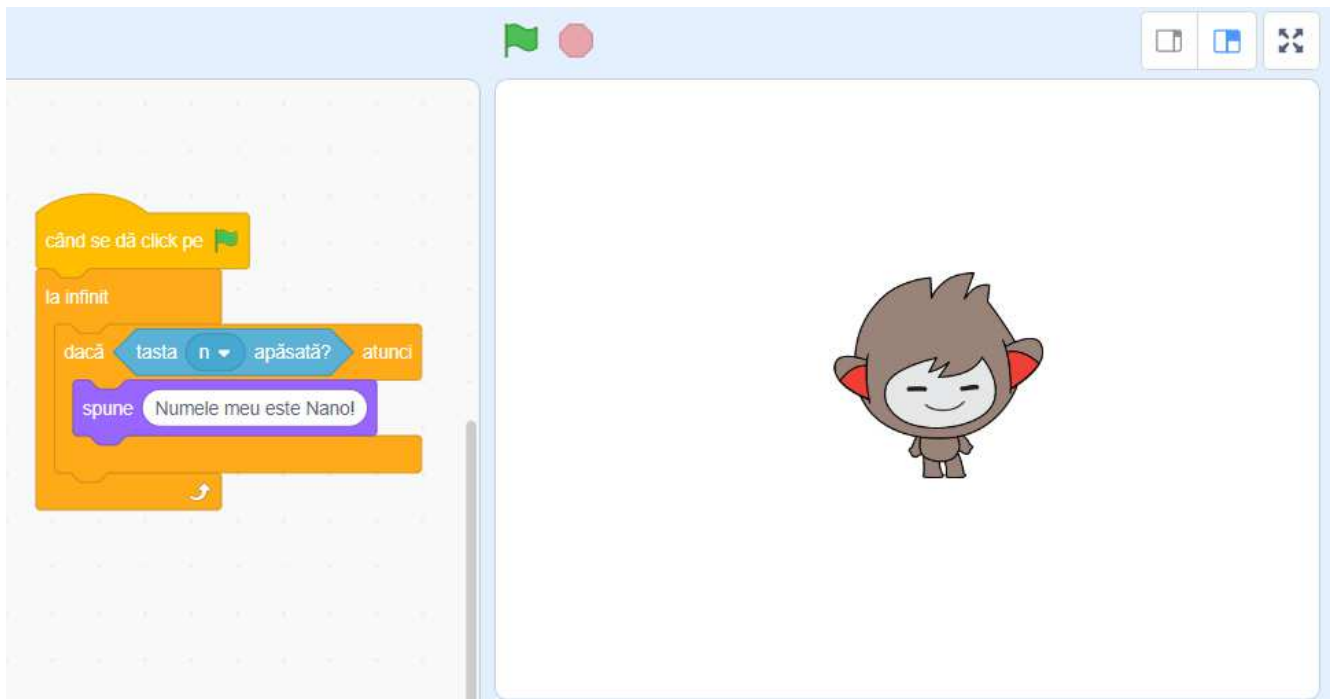 când se dă click pe
la infinit
dacă tasta n apăsată? atunci
spune Numele meu este Nano!